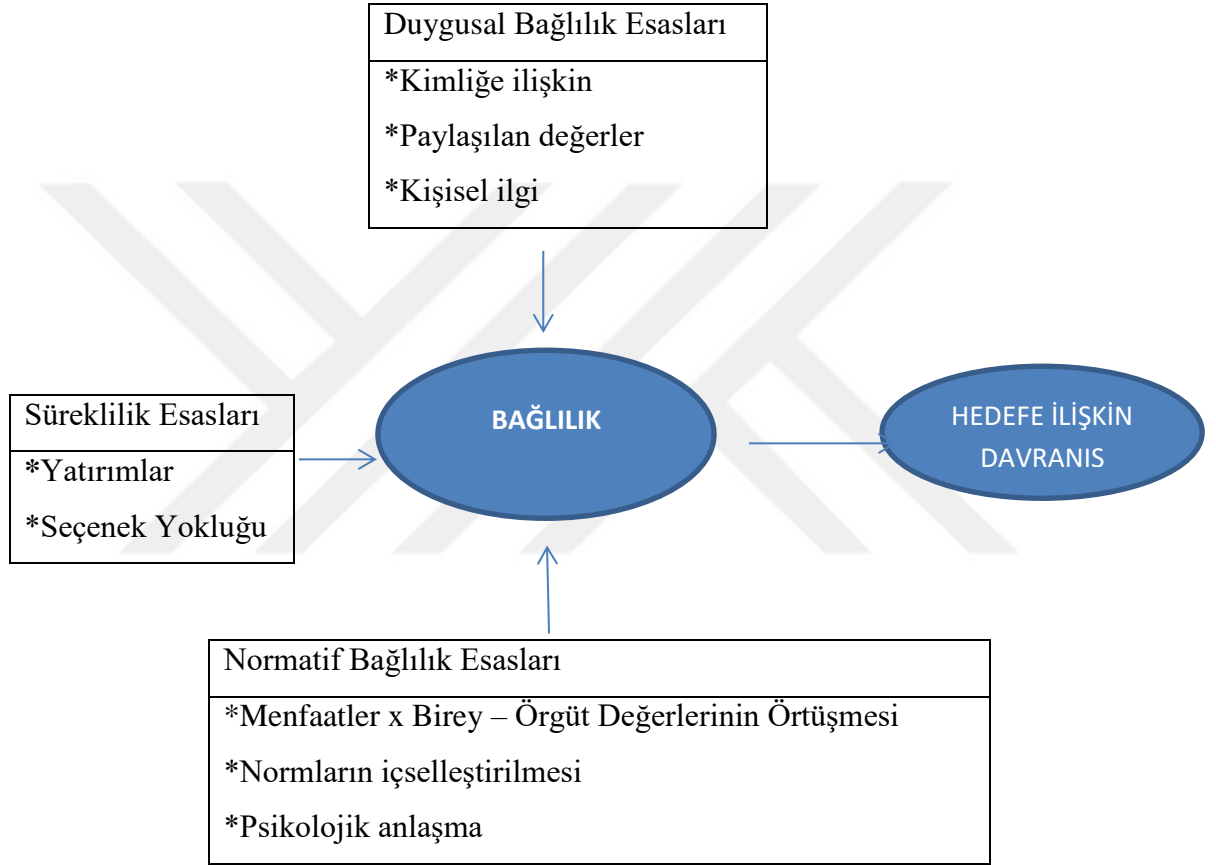 Duygusal Bağlılık Esasları
*Kimliğe ilişkin
*Paylaşılan değerler
*Kişisel ilgi
Süreklilik Esasları
*Yatırımlar
*Seçenek Yokluğu
BAĞLILIK
HEDEFE İLİŞKİN
DAVRANIS
Normatif Bağlılık Esasları
*Menfaatler x Birey – Örgüt Değerlerinin Örtüşmesi
*Normların içselleştirilmesi
*Psikolojik anlaşma